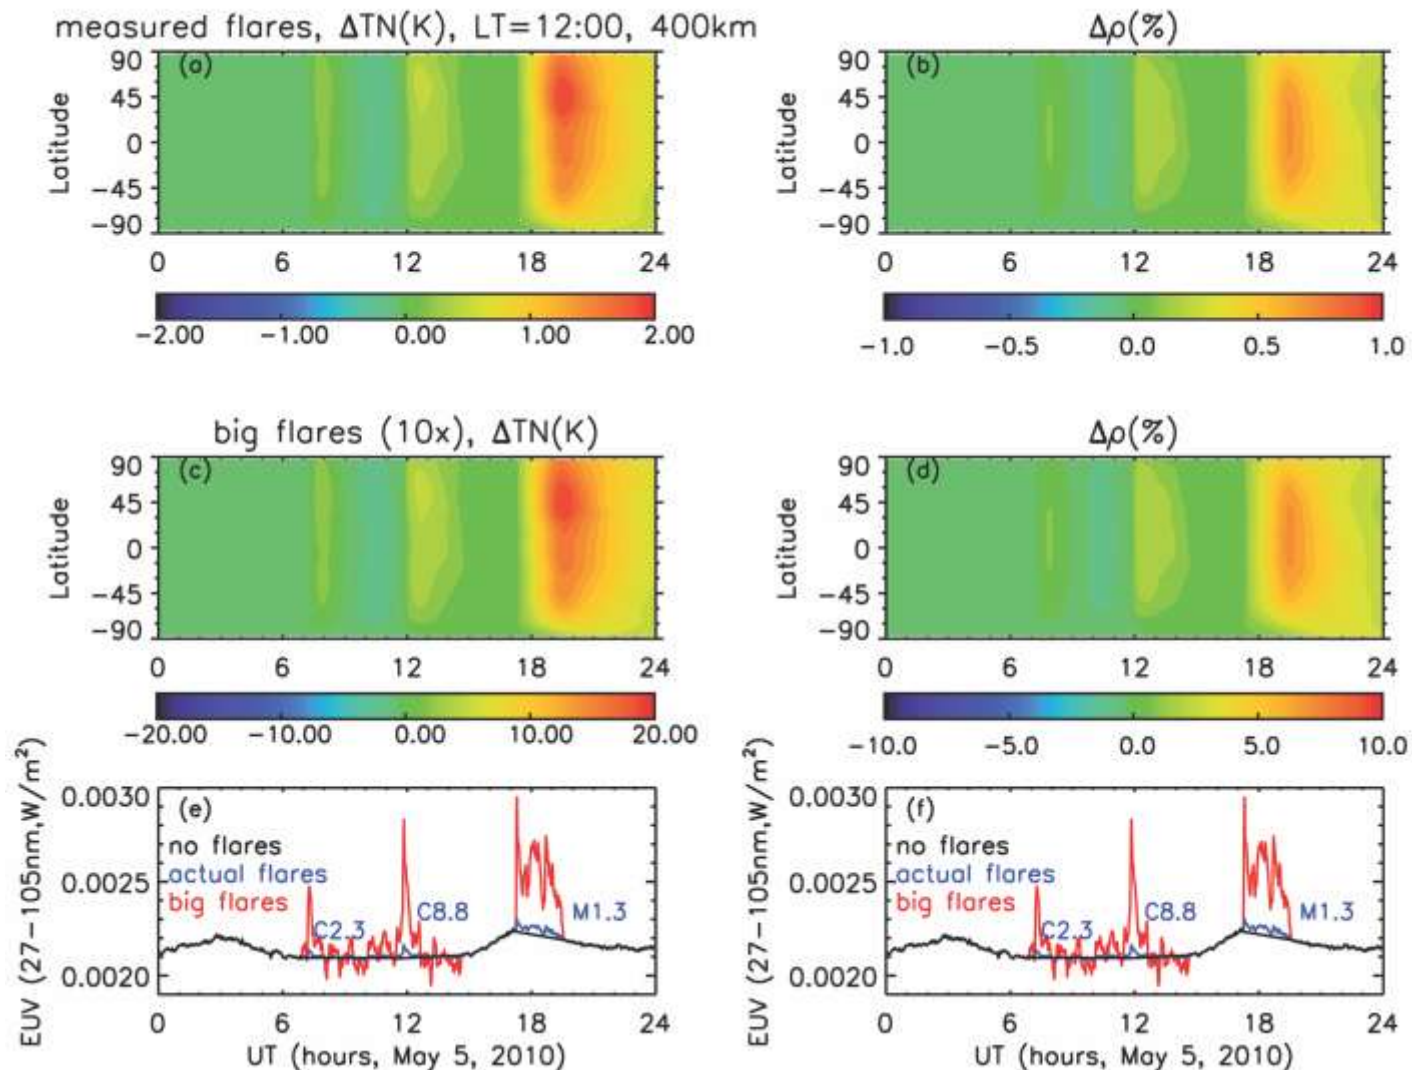 measured flares, ΔTN(K), LT=12:00, 400km
Δρ(%)
(a)
(b)
90
45
0
−45
−90
Latitude
90
45
0
−45
−90
Latitude
0 6 12 18 24
0 6 12 18 24
−2.00 −1.00 0.00 1.00 2.00
−1.0 −0.5 0.0 0.5 1.0
big flares (10x), ΔTN(K)
Δρ(%)
(c)
(d)
90
45
0
−45
−90
Latitude
90
45
0
−45
−90
Latitude
0 6 12 18 24
0 6 12 18 24
−20.00 −10.00 0.00 10.00 20.00
−10.0 −5.0 0.0 5.0 10.0
EUV (27−105nm,W/m²)
0.0030
0.0025
0.0020
(e)
no flares
actual flares
big flares
C2.3
C8.8
M1.3
0 6 12 18 24
UT (hours, May 5, 2010)
EUV (27−105nm,W/m²)
0.0030
0.0025
0.0020
(f)
no flares
actual flares
big flares
C2.3
C8.8
M1.3
0 6 12 18 24
UT (hours, May 5, 2010)